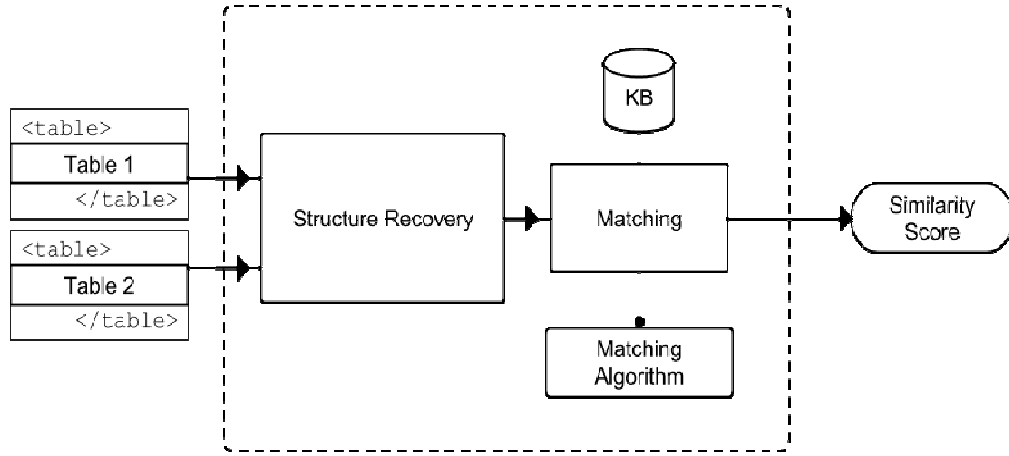 <table>
Table 1
</table>
<table>
Table 2
</table>
Structure Recovery
KB
Matching
Matching
Algorithm
Similarity
Score